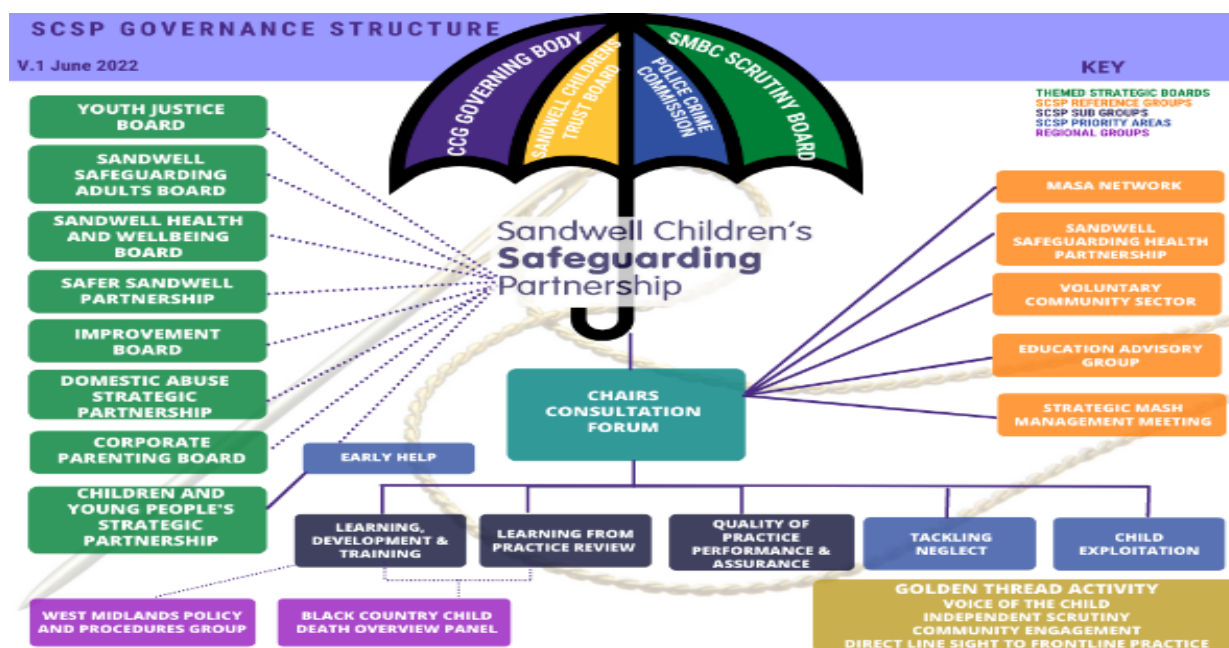 SCSP GOVERNANCE STRUCTURE
V.1 June 2022
CCG GOVERNING BODY
SANDWELL CHILDRENS
TRUST BOARD
POLICE CRIME
COMMISSION
SMBC SCRUTINY BOARD
KEY
THEMED STRATEGIC BOARDS
SCSP REFERENCE GROUPS
SCSP SUB GROUPS
SCSP PRIORITY AREAS
REGIONAL GROUPS
YOUTH JUSTICE
BOARD
SANDWELL
SAFEGUARDING
ADULTS BOARD
SANDWELL HEALTH
AND WELLBEING
BOARD
SAFER SANDWELL
PARTNERSHIP
IMPROVEMENT
BOARD
DOMESTIC ABUSE
STRATEGIC
PARTNERSHIP
CORPORATE
PARENTING BOARD
CHILDREN AND
YOUNG PEOPLE'S
STRATEGIC
PARTNERSHIP
Sandwell Children's
Safeguarding
Partnership
MASA NETWORK
SANDWELL
SAFEGUARDING HEALTH
PARTNERSHIP
VOLUNTARY
COMMUNITY SECTOR
EDUCATION ADVISORY
GROUP
STRATEGIC MASH
MANAGEMENT MEETING
CHAIRS
CONSULTATION
FORUM
EARLY HELP
LEARNING,
DEVELOPMENT &
TRAINING
LEARNING FROM
PRACTICE REVIEW
QUALITY OF
PRACTICE
PERFORMANCE &
ASSURANCE
TACKLING
NEGLECT
CHILD
EXPLOITATION
WEST MIDLANDS POLICY
AND PROCEDURES GROUP
BLACK COUNTRY CHILD
DEATH OVERVIEW PANEL
GOLDEN THREAD ACTIVITY
VOICE OF THE CHILD
INDEPENDENT SCRUTINY
COMMUNITY ENGAGEMENT
DIRECT LINE SIGHT TO FRONTLINE PRACTICE